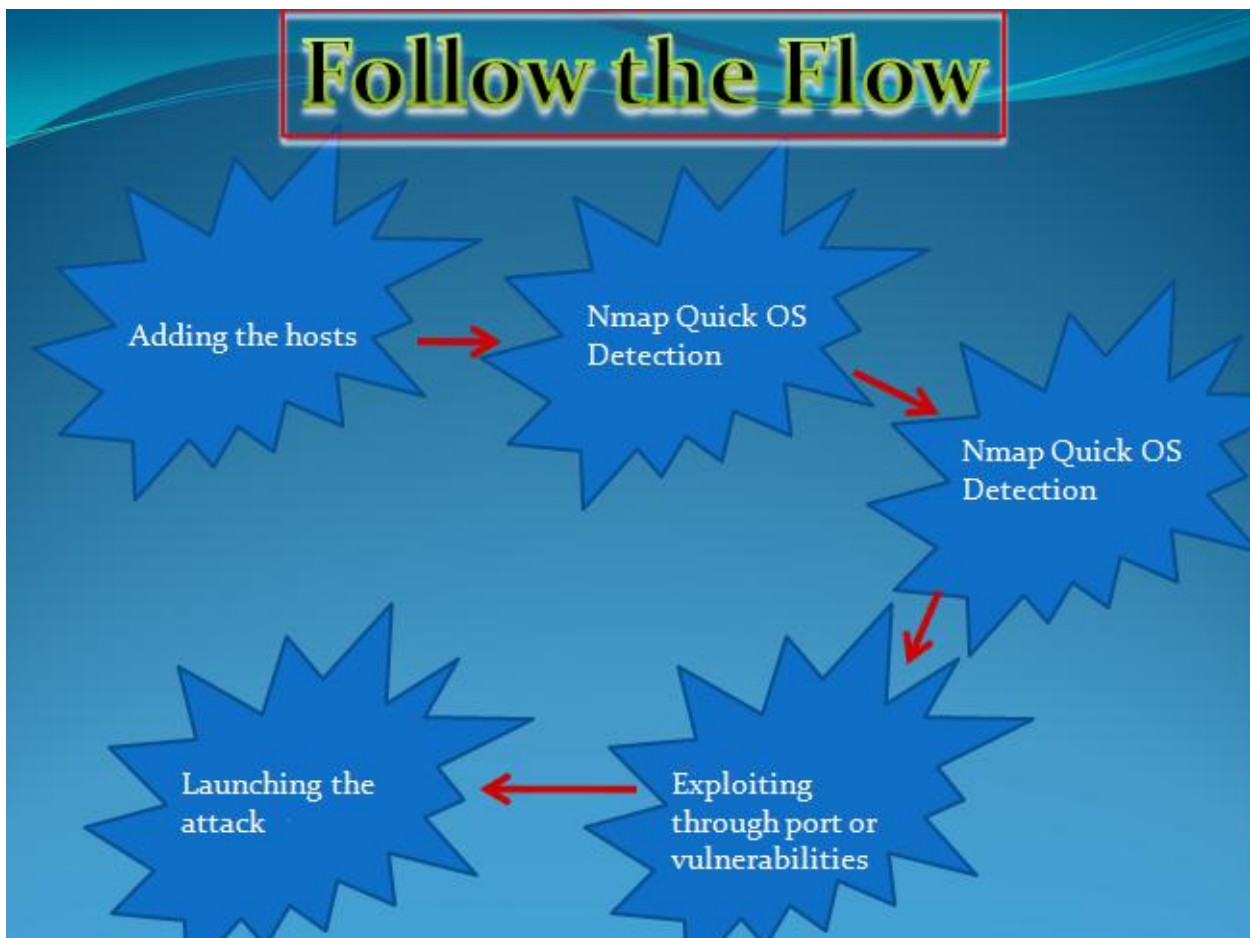 Follow the Flow
Adding the hosts
Nmap Quick OS
Detection
Nmap Quick OS
Detection
Exploiting
through port or
vulnerabilities
Launching the
attack